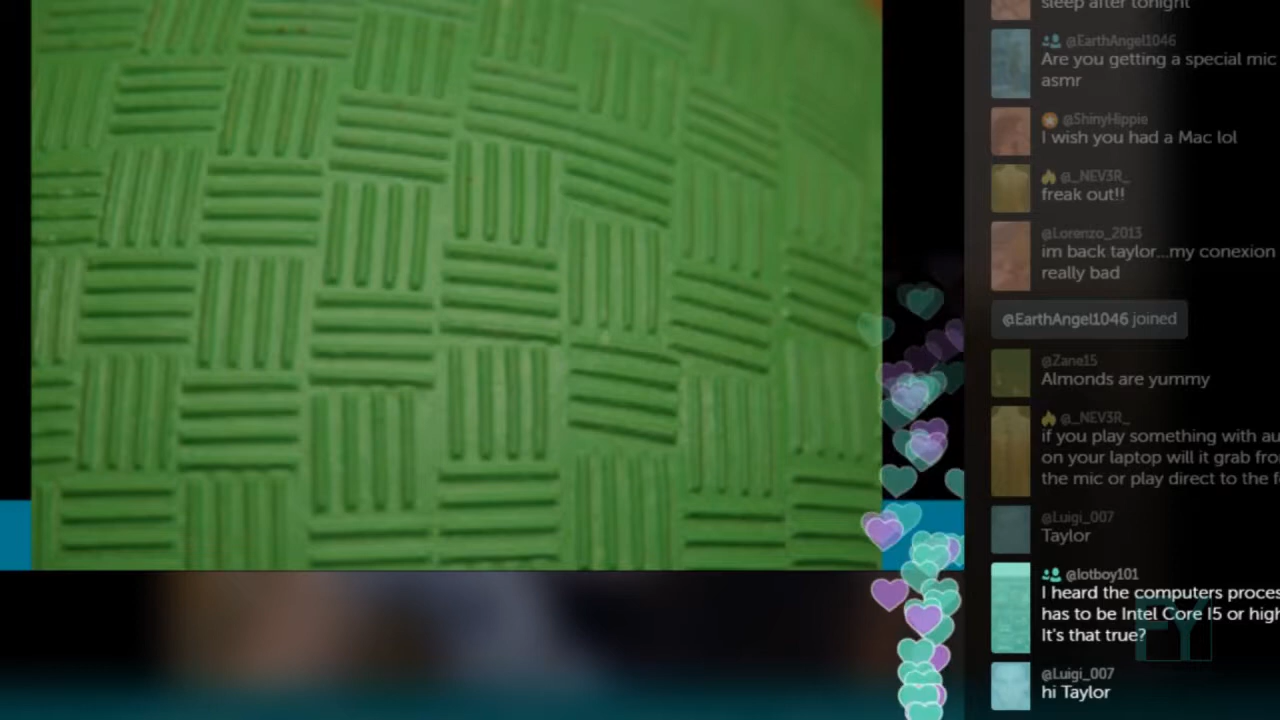 sleep after tonight
@EarthAngel1046
Are you getting a special mic
asmr
@ShinyHippie
I wish you had a Mac lol
@_NEV3R_
freak out!!
@Lorenzo_2013
im back taylor...my conexion
really bad
@EarthAngel1046 joined
@Zane15
Almonds are yummy
@_NEV3R_
if you play something with au
on your laptop will it grab fro
the mic or play direct to the f
@Luigi_007
Taylor
@lotboy101
I heard the computers proces
has to be Intel Core I5 or high
It's that true?
@Luigi_007
hi Taylor